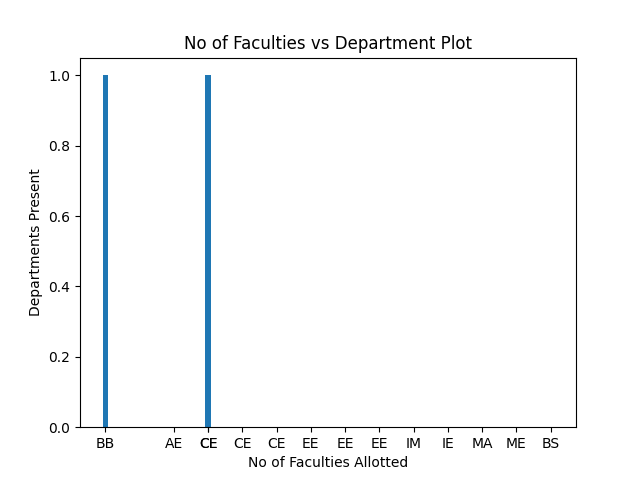 No of Faculties vs Department Plot
Departments Present
1.0
0.8
0.6
0.4
0.2
0.0
BB AE CE CE CE EE EE EE IM IE MA ME BS
No of Faculties Allotted